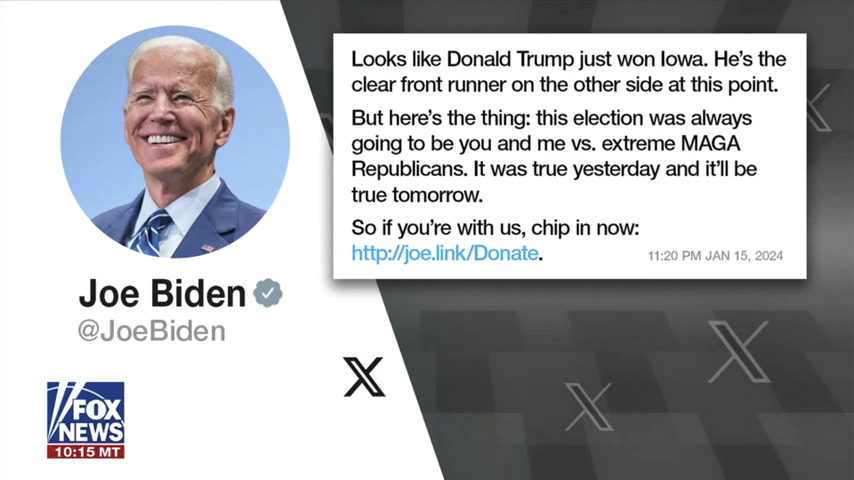 Looks like Donald Trump just won Iowa. He's the
clear front runner on the other side at this point.
But here's the thing: this election was always
going to be you and me vs. extreme MAGA
Republicans. It was true yesterday and it'll be
true tomorrow.
So if you're with us, chip in now:
http://joe.link/Donate.
11:20 PM JAN 15, 2024
Joe Biden
@JoeBiden
FOX
NEWS
10:15 MT